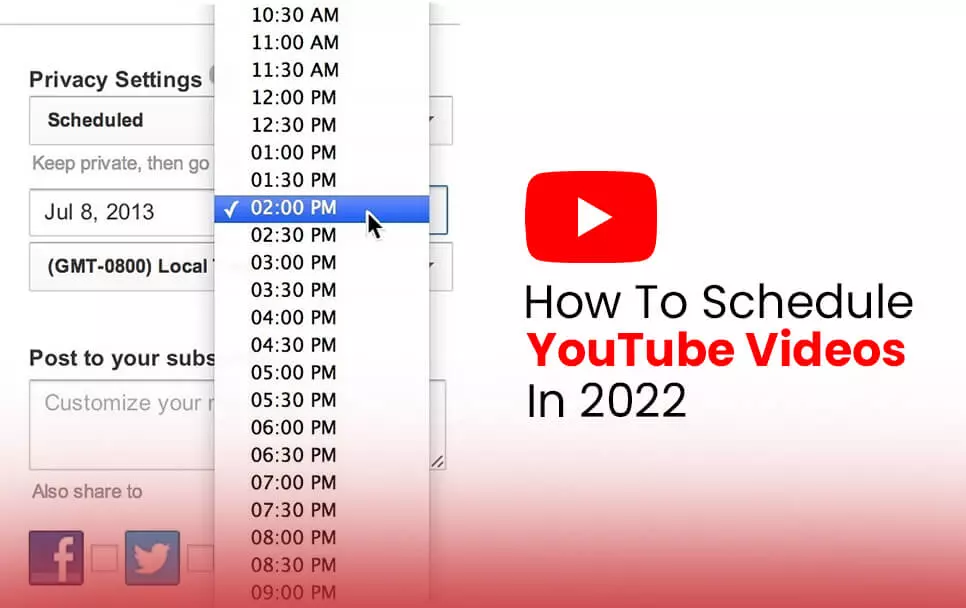 10:30 AM
11:00 AM
11:30 AM
12:00 PM
12:30 PM
01:00 PM
01:30 PM
02:00 PM
02:30 PM
03:00 PM
03:30 PM
04:00 PM
04:30 PM
05:00 PM
05:30 PM
06:00 PM
06:30 PM
07:00 PM
07:30 PM
08:00 PM
08:30 PM
09:00 PM
Privacy Settings
Scheduled
Keep private, then go
Jul 8, 2013
(GMT-0800) Local
Post to your subs
Customize your
Also share to
f
How To Schedule
YouTube Videos
In 2022